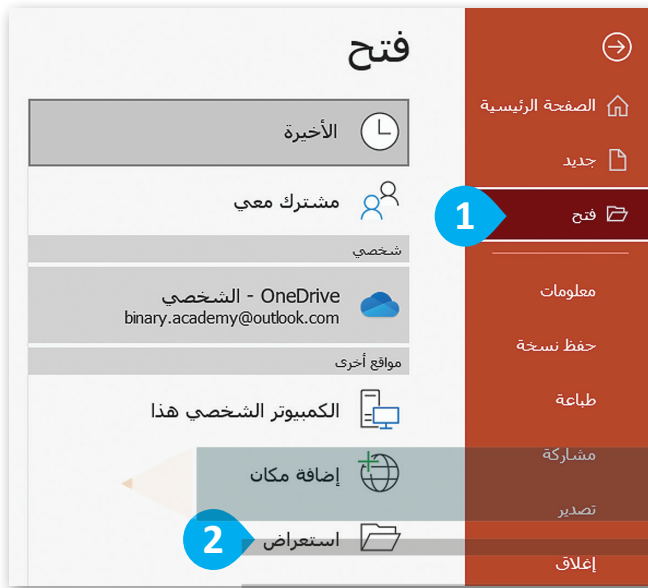 الصفحة الرئيسية
جديد
فتح
1
معلومات
حفظ نسخة
طباعة
مشاركة
تصدير
إغلاق
فتح
الأخيرة
مشترك معي
شخصي
OneDrive - الشخصي
binary.academy@outlook.com
مواقع أخرى
الكمبيوتر الشخصي هذا
إضافة مكان
استعراض
2